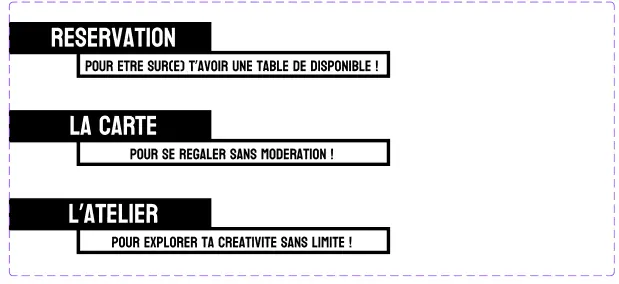 RESERVATION
POUR ETRE SUR(E) T'AVOIR UNE TABLE DE DISPONIBLE !
LA CARTE
POUR SE REGALER SANS MODERATION !
L'ATELIER
POUR EXPLORER TA CREATIVITE SANS LIMITE !